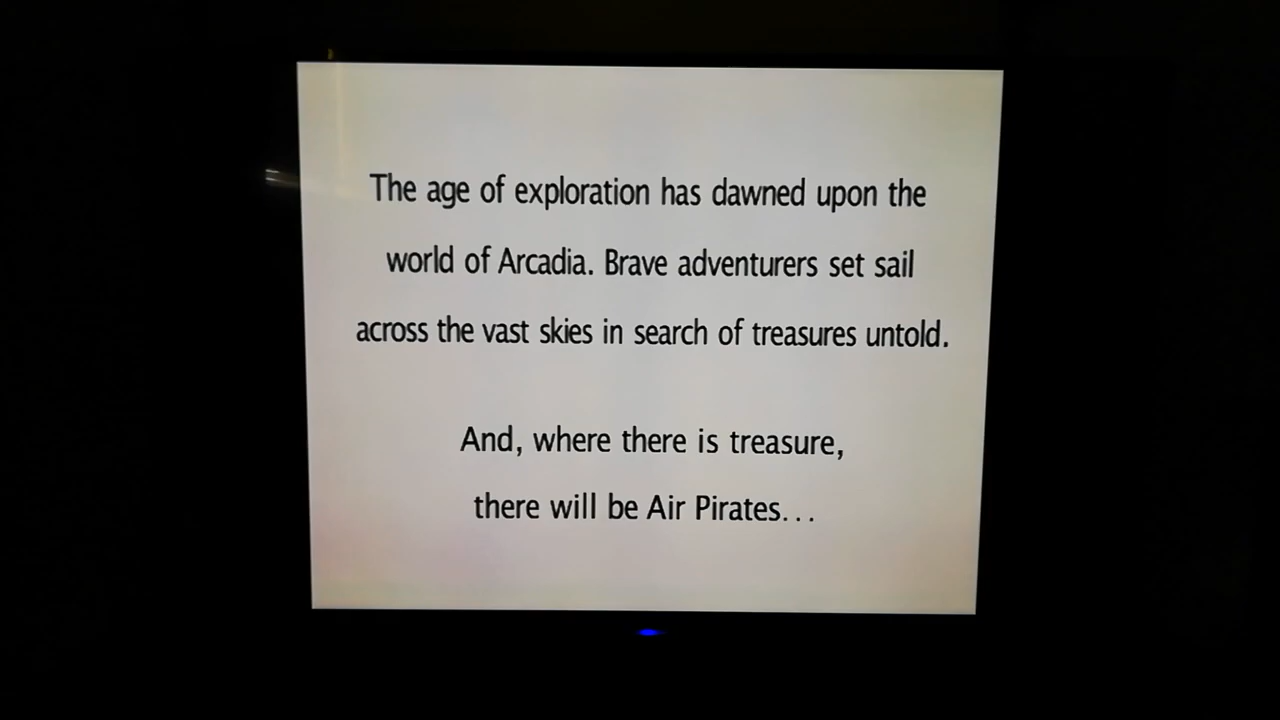 The age of exploration has dawned upon the
world of Arcadia. Brave adventurers set sail
across the vast skies in search of treasures untold.
And, where there is treasure,
there will be Air Pirates...